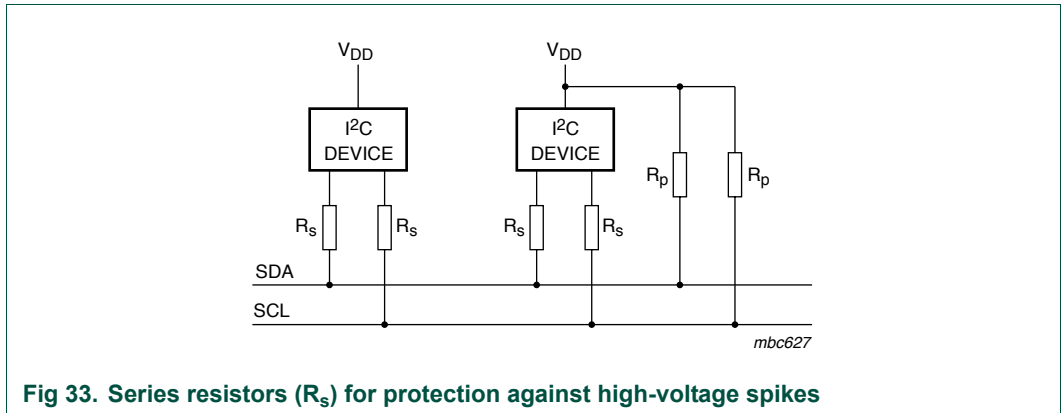 VDD VDD
I2C DEVICE I2C DEVICE
Rp Rp
Rs Rs Rs Rs
SDA
SCL
mbc627
Fig 33. Series resistors (Rs) for protection against high-voltage spikes